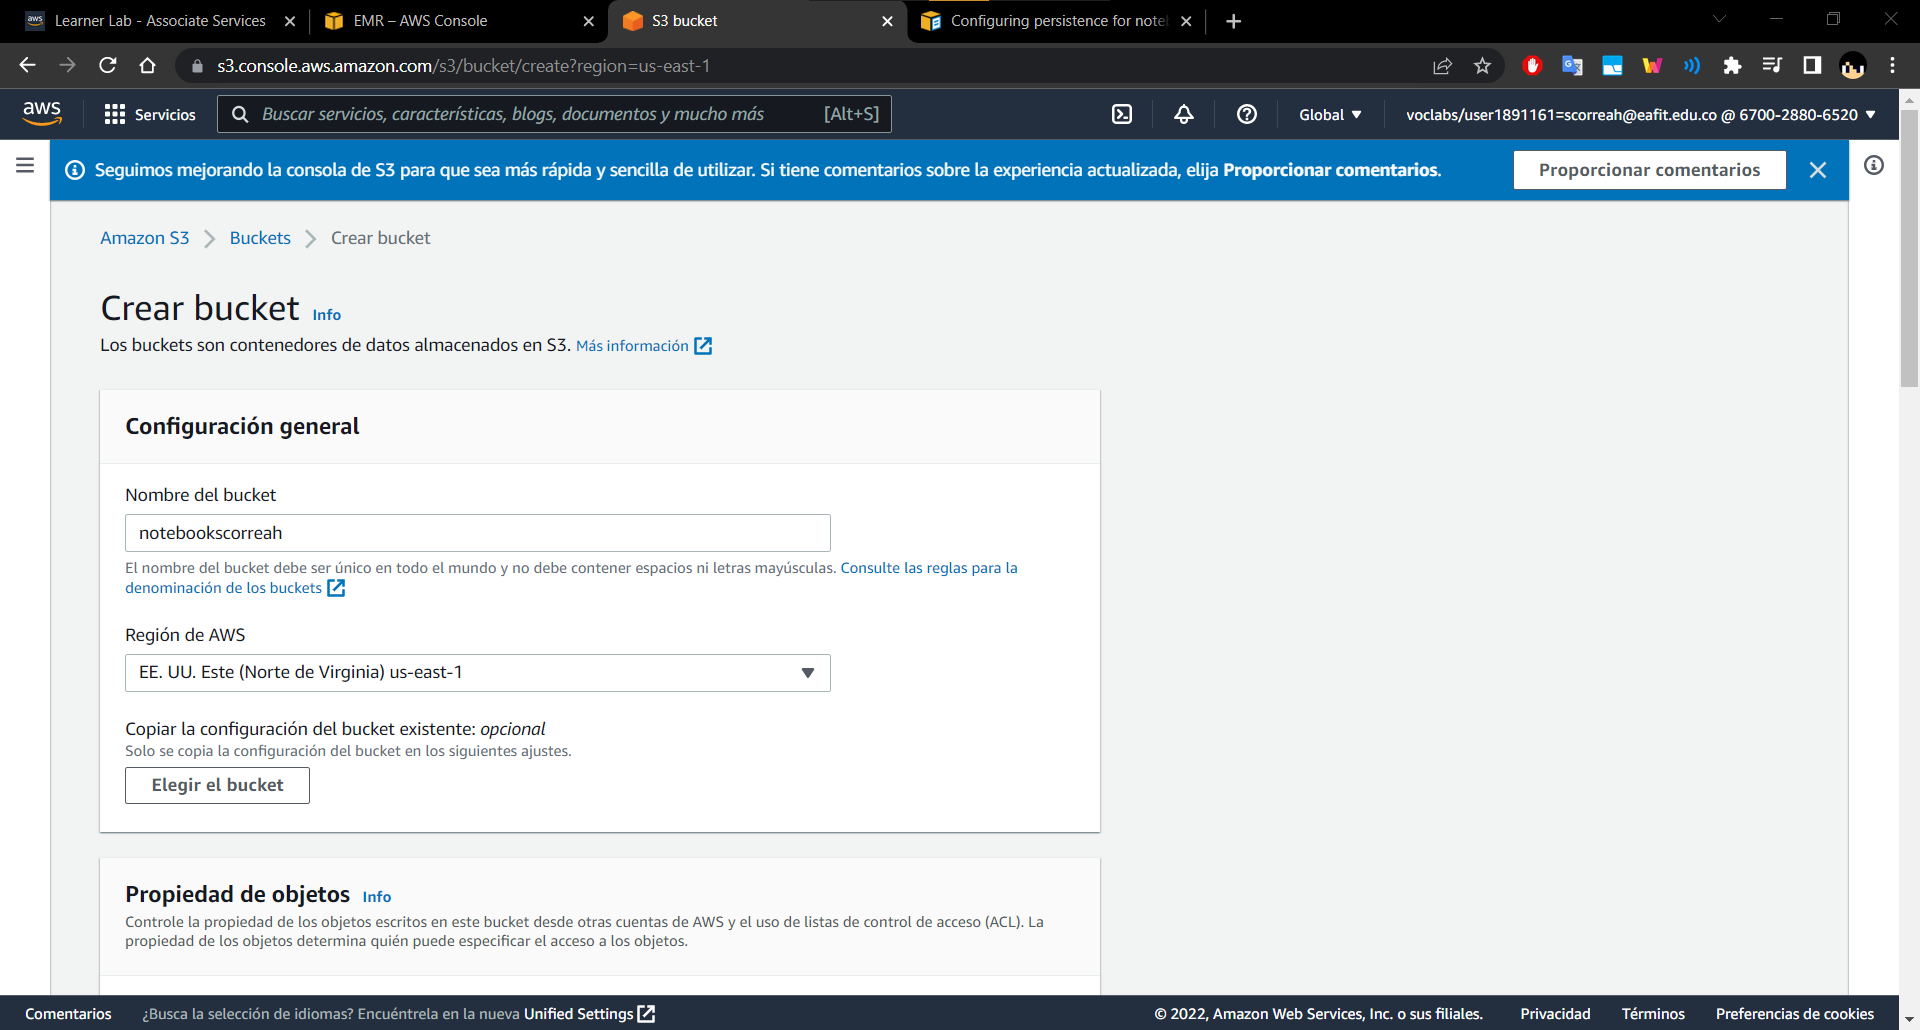 Learner Lab - Associate Services
EMR – AWS Console
S3 bucket
Configuring persistence for note
s3.console.aws.amazon.com/s3/bucket/create?region=us-east-1
aws
Servicios
Buscar servicios, características, blogs, documentos y mucho más
[Alt+S]
Global
voclabs/user1891161=scorreah@eafit.edu.co @ 6700-2880-6520
Seguimos mejorando la consola de S3 para que sea más rápida y sencilla de utilizar. Si tiene comentarios sobre la experiencia actualizada, elija Proporcionar comentarios.
Proporcionar comentarios
Amazon S3
Buckets
Crear bucket
Crear bucket
Info
Los buckets son contenedores de datos almacenados en S3. Más información
Configuración general
Nombre del bucket
notebookscorreah
El nombre del bucket debe ser único en todo el mundo y no debe contener espacios ni letras mayúsculas. Consulte las reglas para la
denominación de los buckets
Región de AWS
EE. UU. Este (Norte de Virginia) us-east-1
Copiar la configuración del bucket existente: opcional
Solo se copia la configuración del bucket en los siguientes ajustes.
Elegir el bucket
Propiedad de objetos
Info
Controle la propiedad de los objetos escritos en este bucket desde otras cuentas de AWS y el uso de listas de control de acceso (ACL). La
propiedad de los objetos determina quién puede especificar el acceso a los objetos.
Comentarios
¿Busca la selección de idiomas? Encuéntrela en la nueva Unified Settings
© 2022, Amazon Web Services, Inc. o sus filiales.
Privacidad
Términos
Preferencias de cookies